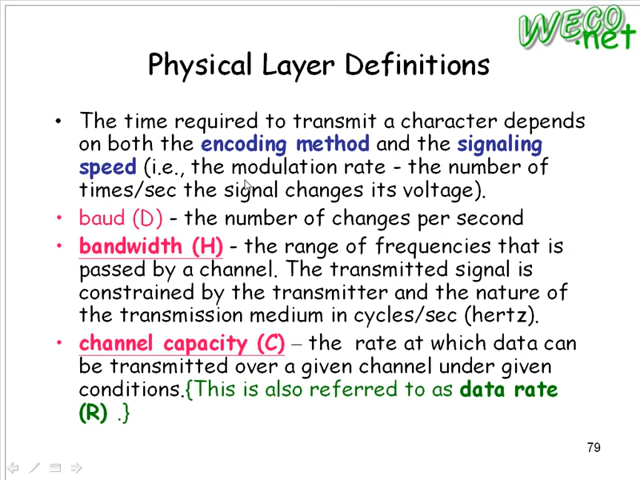 WECO
.net
Physical Layer Definitions
• The time required to transmit a character depends
on both the encoding method and the signaling
speed (i.e., the modulation rate - the number of
times/sec the signal changes its voltage).
• baud (D) - the number of changes per second
• bandwidth (H) - the range of frequencies that is
passed by a channel. The transmitted signal is
constrained by the transmitter and the nature of
the transmission medium in cycles/sec (hertz).
• channel capacity (C) – the rate at which data can
be transmitted over a given channel under given
conditions.{This is also referred to as data rate
(R) .}
79